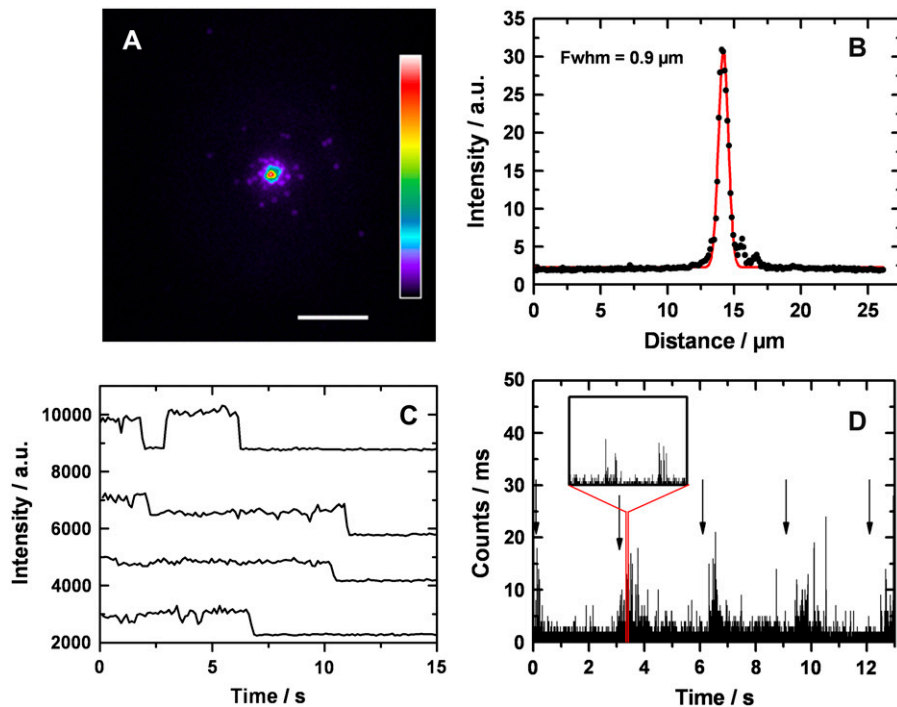 A
B
Fwhm = 0.9 µm
Intensity / a.u.
35
30
25
20
15
10
5
0
0 5 10 15 20 25
Distance / µm
C
Intensity / a.u.
10000
8000
6000
4000
2000
0 5 10 15
Time / s
D
Counts / ms
50
40
30
20
10
0
0 2 4 6 8 10 12
Time / s